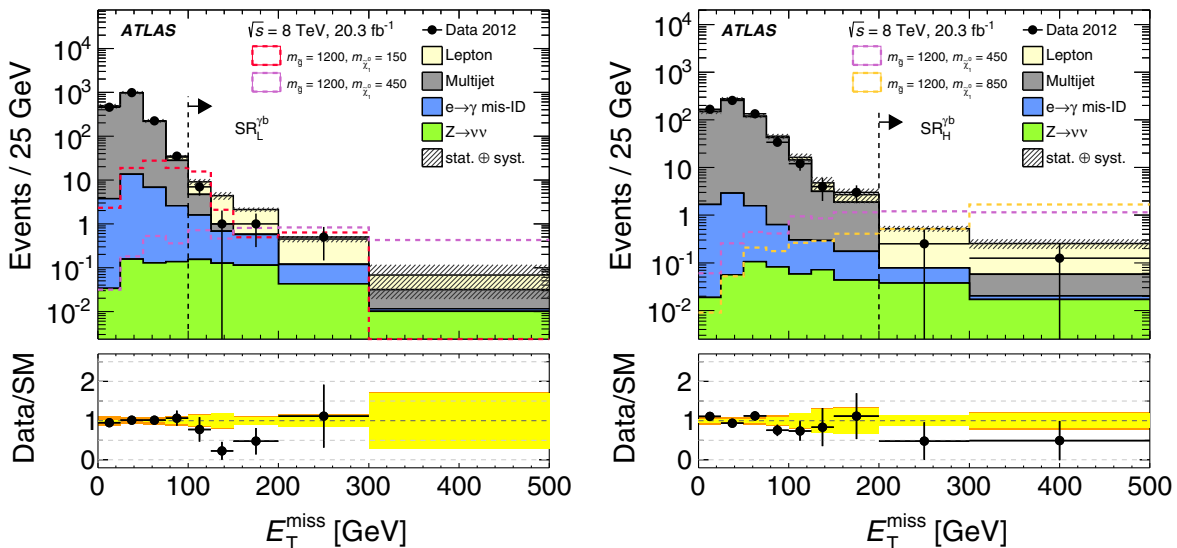 ATLAS
√s = 8 TeV, 20.3 fb⁻¹
m_g̃ = 1200, m_χ̃₁⁰ = 150
m_g̃ = 1200, m_χ̃₁⁰ = 450
Data 2012
Lepton
Multijet
e→γ mis-ID
Z→νν
stat. ⊕ syst.
SR_L^γb
Events / 25 GeV
10⁴
10³
10²
10
1
10⁻¹
10⁻²
Data/SM
2
1
0
0 100 200 300 400 500
E_T^miss [GeV]
ATLAS
√s = 8 TeV, 20.3 fb⁻¹
m_g̃ = 1200, m_χ̃₁⁰ = 450
m_g̃ = 1200, m_χ̃₁⁰ = 850
Data 2012
Lepton
Multijet
e→γ mis-ID
Z→νν
stat. ⊕ syst.
SR_H^γb
Events / 25 GeV
10⁴
10³
10²
10
1
10⁻¹
10⁻²
Data/SM
2
1
0
0 100 200 300 400 500
E_T^miss [GeV]